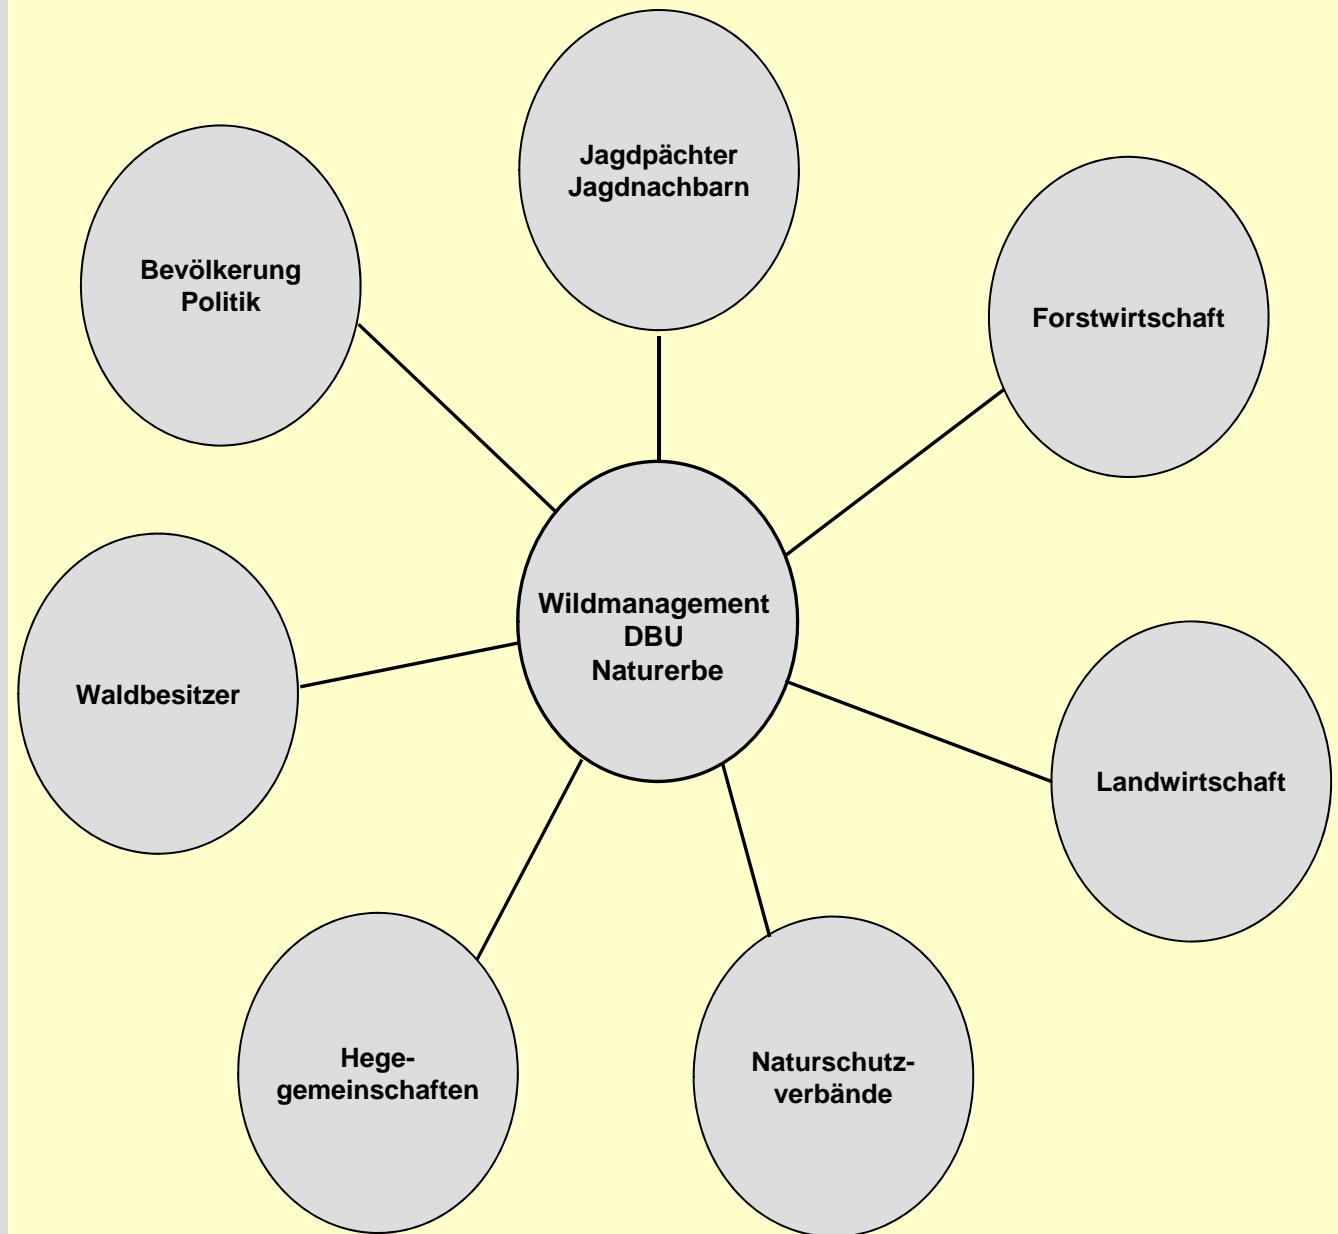 Jagdpächter
Jagdnachbarn
Bevölkerung
Politik
Forstwirtschaft
Wildmanagement
DBU
Naturerbe
Waldbesitzer
Landwirtschaft
Hege-
gemeinschaften
Naturschutz-
verbände